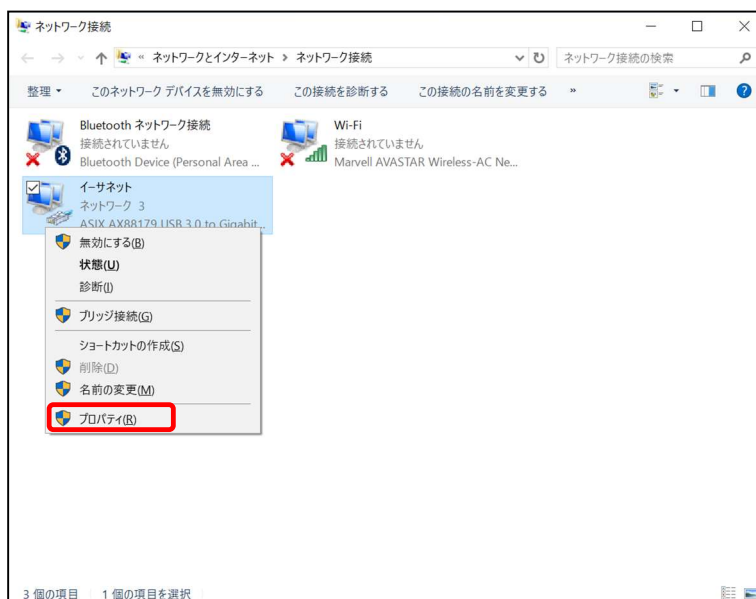 ネットワーク接続
« ネットワークとインターネット > ネットワーク接続
ネットワーク接続の検索
整理 このネットワーク デバイスを無効にする この接続を診断する この接続の名前を変更する »
Bluetooth ネットワーク接続
接続されていません
Bluetooth Device (Personal Area ...
Wi-Fi
接続されていません
Marvell AVASTAR Wireless-AC Ne...
イーサネット
ネットワーク 3
ASIX AX88179 USB 3.0 to Gigabit...
無効にする(B)
状態(U)
診断(I)
ブリッジ接続(G)
ショートカットの作成(S)
削除(D)
名前の変更(M)
プロパティ(R)
3 個の項目 1 個の項目を選択